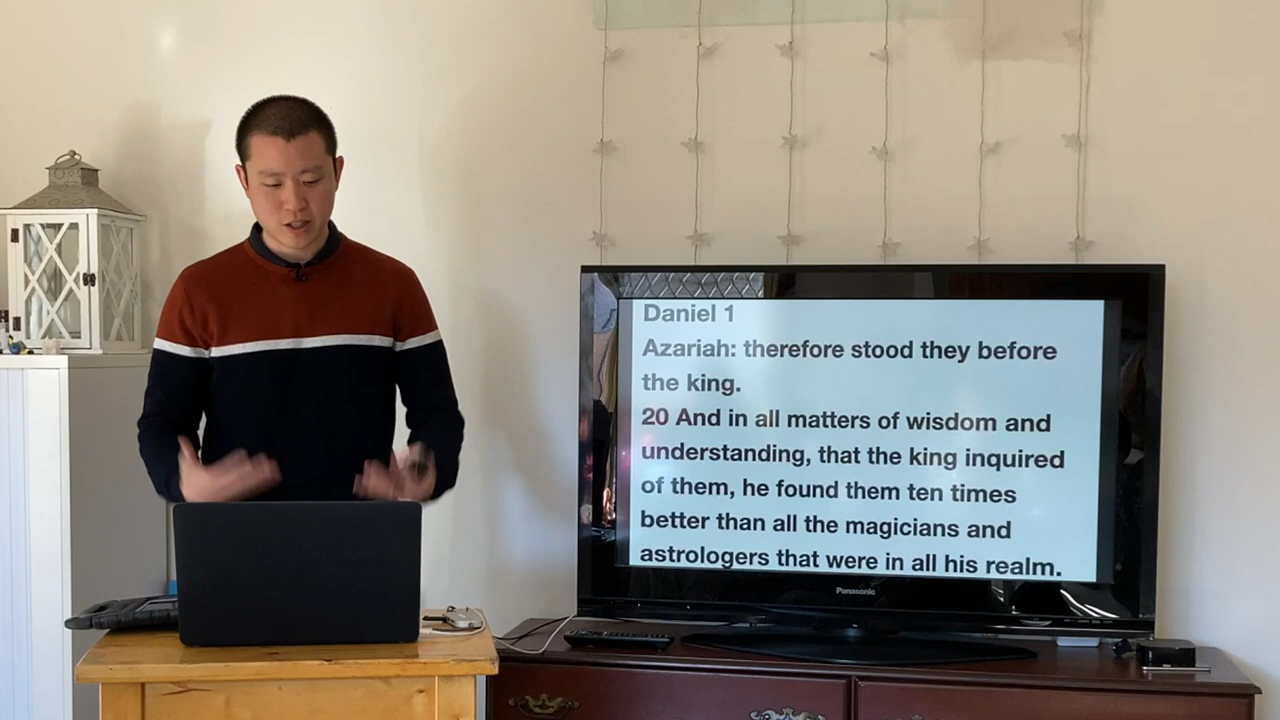 Daniel 1
Azariah: therefore stood they before
the king.
20 And in all matters of wisdom and
understanding, that the king inquired
of them, he found them ten times
better than all the magicians and
astrologers that were in all his realm.
Panasonic